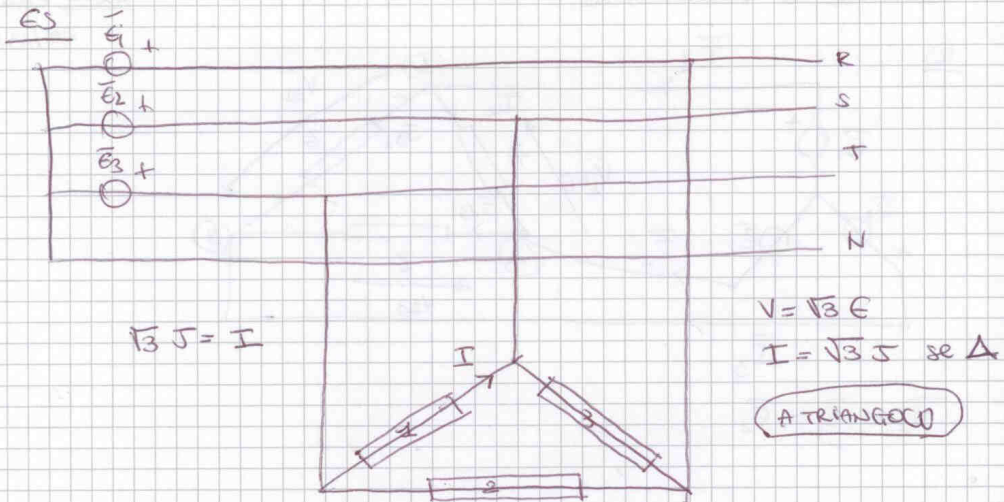 ES
Ē1 +
R
Ē2 +
S
Ē3 +
T
N
√3 J = I
V = √3 E
I
I = √3 J se Δ
A TRIANGOLO
1
3
2